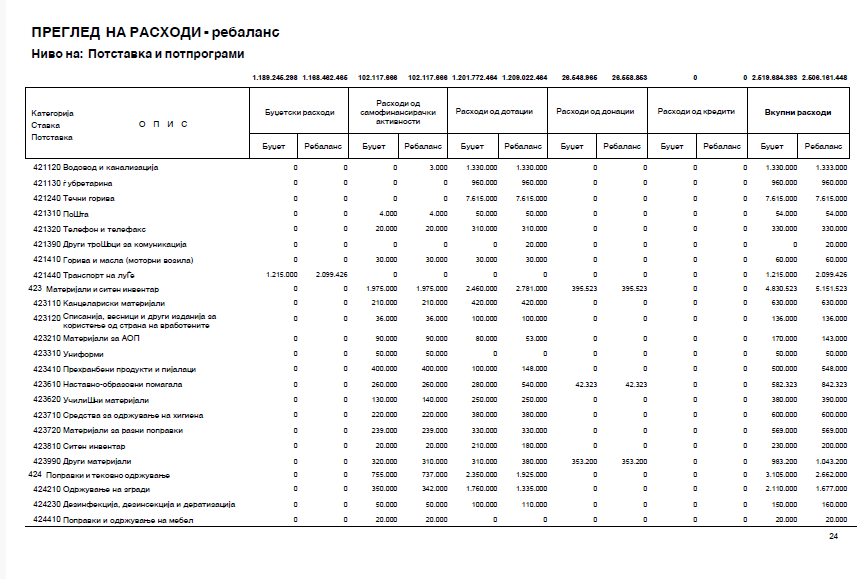 ПРЕГЛЕД НА РАСХОДИ - ребаланс
Ниво на: Потставка и потпрограми
1.189.245.298 1.168.462.465 102.117.666 102.117.666 1.201.772.464 1.209.022.464 26.548.965 26.558.853 0 0 2.519.684.393 2.506.161.448
Категорија
Ставка
Потставка
О П И С
Буџетски расходи
Расходи од самофинансирачки активности
Расходи од дотации
Расходи од донации
Расходи од кредити
Вкупни расходи
Буџет Ребаланс Буџет Ребаланс Буџет Ребаланс Буџет Ребаланс Буџет Ребаланс Буџет Ребаланс
421120 Водовод и канализација 0 0 0 3.000 1.330.000 1.330.000 0 0 0 0 1.330.000 1.333.000
421130 ѓубретарина 0 0 0 0 960.000 960.000 0 0 0 0 960.000 960.000
421240 Течни горива 0 0 0 0 7.615.000 7.615.000 0 0 0 0 7.615.000 7.615.000
421310 ПоШта 0 0 4.000 4.000 50.000 50.000 0 0 0 0 54.000 54.000
421320 Телефон и телефакс 0 0 20.000 20.000 310.000 310.000 0 0 0 0 330.000 330.000
421390 Други троШоци за комуникација 0 0 0 0 0 20.000 0 0 0 0 0 20.000
421410 Горива и масла (моторни возила) 0 0 30.000 30.000 30.000 30.000 0 0 0 0 60.000 60.000
421440 Транспорт на луЃе 1.215.000 2.099.426 0 0 0 0 0 0 0 0 1.215.000 2.099.426
423 Материјали и ситен инвентар 0 0 1.975.000 1.975.000 2.460.000 2.781.000 395.523 395.523 0 0 4.830.523 5.151.523
423110 Канцелариски материјали 0 0 210.000 210.000 420.000 420.000 0 0 0 0 630.000 630.000
423120 Списанија, весници и други изданија за 0 0 36.000 36.000 100.000 100.000 0 0 0 0 136.000 136.000
користење од страна на вработените
423210 Материјали за АОП 0 0 90.000 90.000 80.000 53.000 0 0 0 0 170.000 143.000
423310 Униформи 0 0 50.000 50.000 0 0 0 0 0 0 50.000 50.000
423410 Прехранбени продукти и пијалаци 0 0 400.000 400.000 100.000 148.000 0 0 0 0 500.000 548.000
423610 Наставно-образовни помагала 0 0 260.000 260.000 280.000 540.000 42.323 42.323 0 0 582.323 842.323
423620 УчилиШни материјали 0 0 130.000 140.000 250.000 250.000 0 0 0 0 380.000 390.000
423710 Средства за одржување на хигиена 0 0 220.000 220.000 380.000 380.000 0 0 0 0 600.000 600.000
423720 Материјали за разни поправки 0 0 239.000 239.000 330.000 330.000 0 0 0 0 569.000 569.000
423810 Ситен инвентар 0 0 20.000 20.000 210.000 180.000 0 0 0 0 230.000 200.000
423990 Други материјали 0 0 320.000 310.000 310.000 380.000 353.200 353.200 0 0 983.200 1.043.200
424 Поправки и тековно одржување 0 0 755.000 737.000 2.350.000 1.925.000 0 0 0 0 3.105.000 2.662.000
424210 Одржување на згради 0 0 350.000 342.000 1.760.000 1.335.000 0 0 0 0 2.110.000 1.677.000
424230 Дезинфекција, дезинсекција и дератизација 0 0 50.000 50.000 100.000 110.000 0 0 0 0 150.000 160.000
424410 Поправки и одржување на мебел 0 0 20.000 20.000 0 0 0 0 0 0 20.000 20.000
24